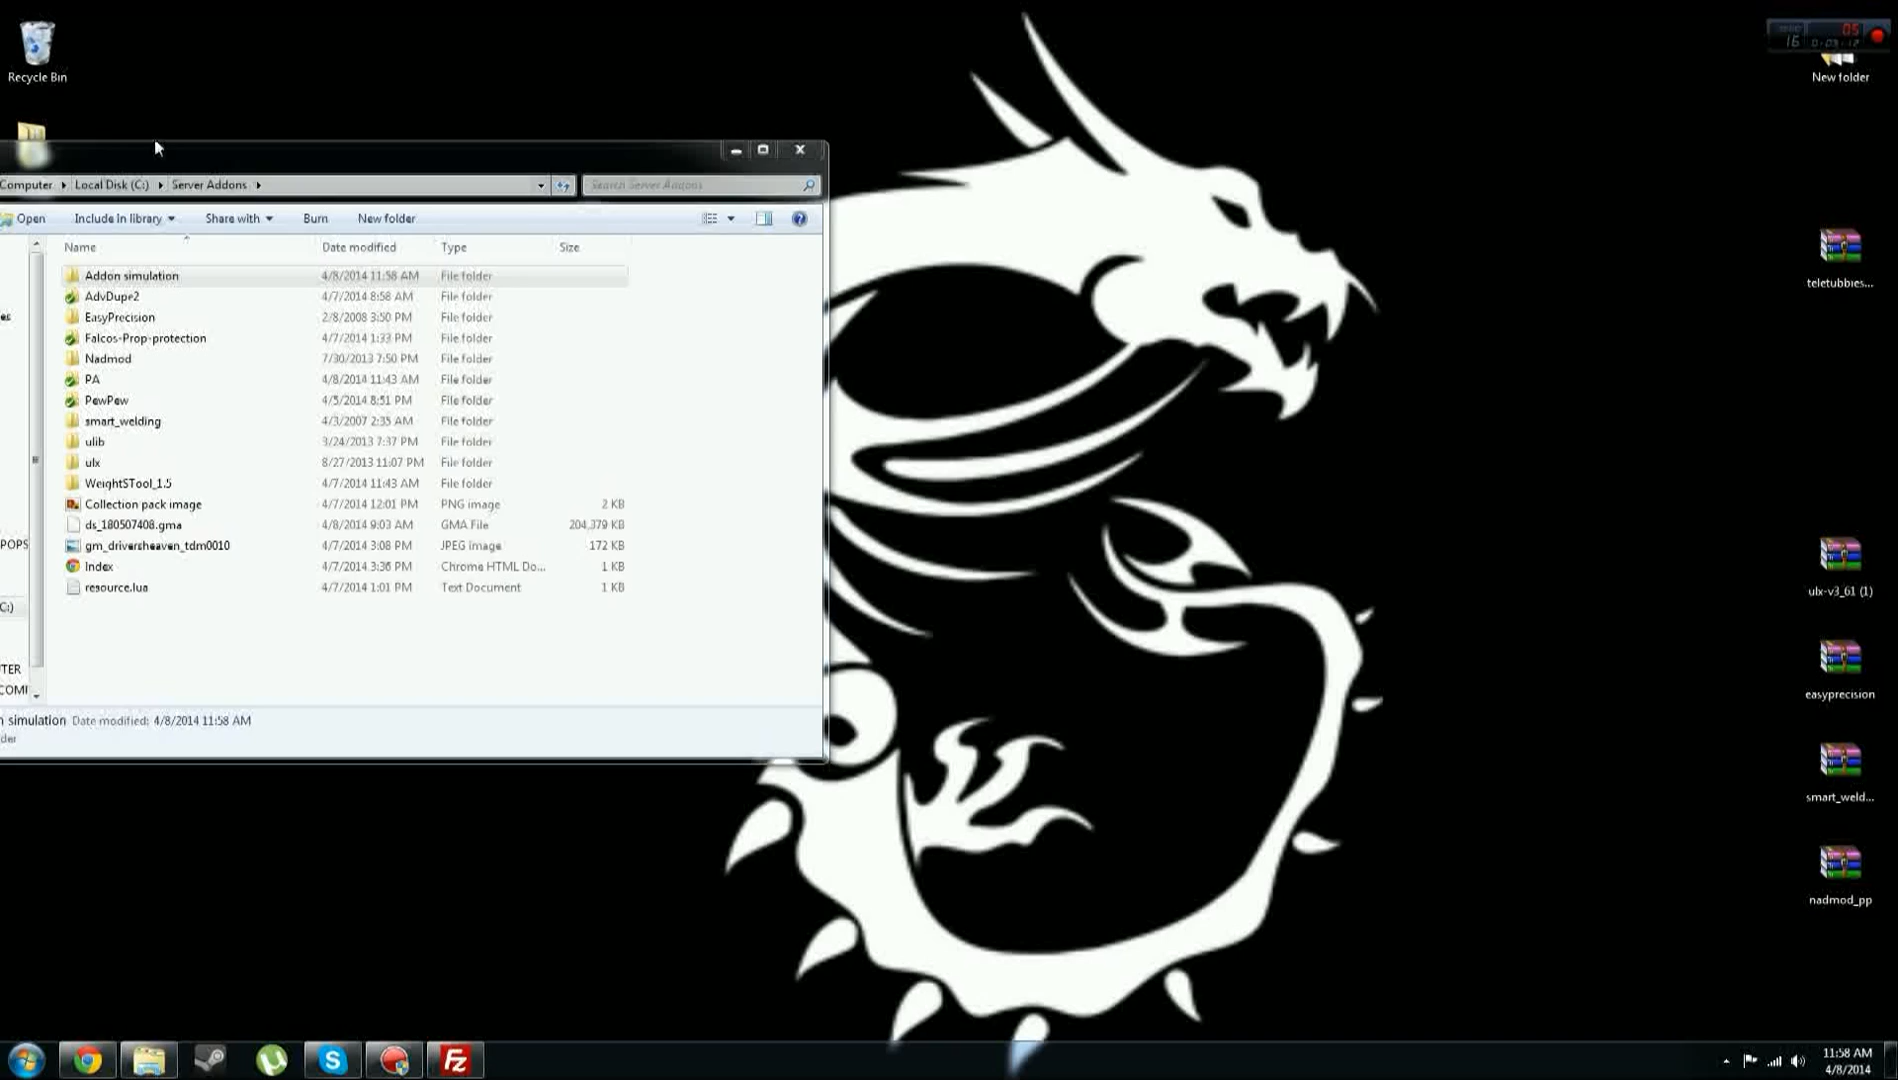 Recycle Bin
05
16
New folder
Computer
Local Disk (C:)
Server Addons
Search Server Addons
Open
Include in library
Share with
Burn
New folder
Name
Date modified
Type
Size
Addon simulation 4/8/2014 11:58 AM File folder
AdvDupe2 4/7/2014 8:58 AM File folder
EasyPrecision 2/8/2008 3:50 PM File folder
Falcos-Prop-protection 4/7/2014 1:33 PM File folder
Nadmod 7/30/2013 7:50 PM File folder
PA 4/8/2014 11:43 AM File folder
PewPew 4/5/2014 8:51 PM File folder
smart_welding 4/3/2007 2:35 AM File folder
ulib 3/24/2013 7:37 PM File folder
ulx 8/27/2013 11:07 PM File folder
WeightSTool_1.5 4/7/2014 11:43 AM File folder
Collection pack image 4/7/2014 12:01 PM PNG image 2 KB
ds_180507408.gma 4/8/2014 9:03 AM GMA File 204,379 KB
gm_driversheaven_tdm0010 4/7/2014 3:08 PM JPEG image 172 KB
Index 4/7/2014 3:36 PM Chrome HTML Do... 1 KB
resource.lua 4/7/2014 1:01 PM Text Document 1 KB
es
POPS
C:)
TER
COMI
n simulation Date modified: 4/8/2014 11:58 AM
der
teletubbies...
ulx-v3_61 (1)
easyprecision
smart_weld...
nadmod_pp
11:58 AM
4/8/2014